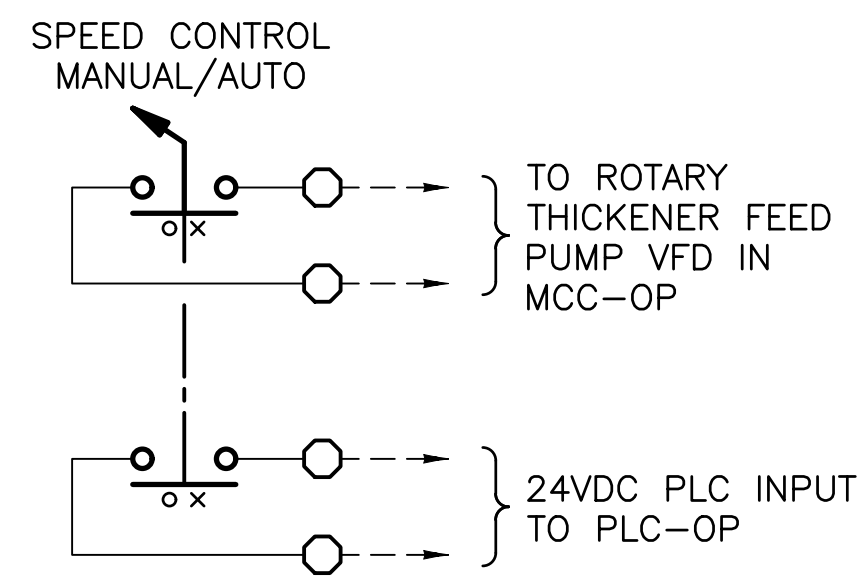 SPEED CONTROL
MANUAL/AUTO
TO ROTARY
THICKENER FEED
PUMP VFD IN
MCC-OP
O X
24VDC PLC INPUT
TO PLC-OP
O X